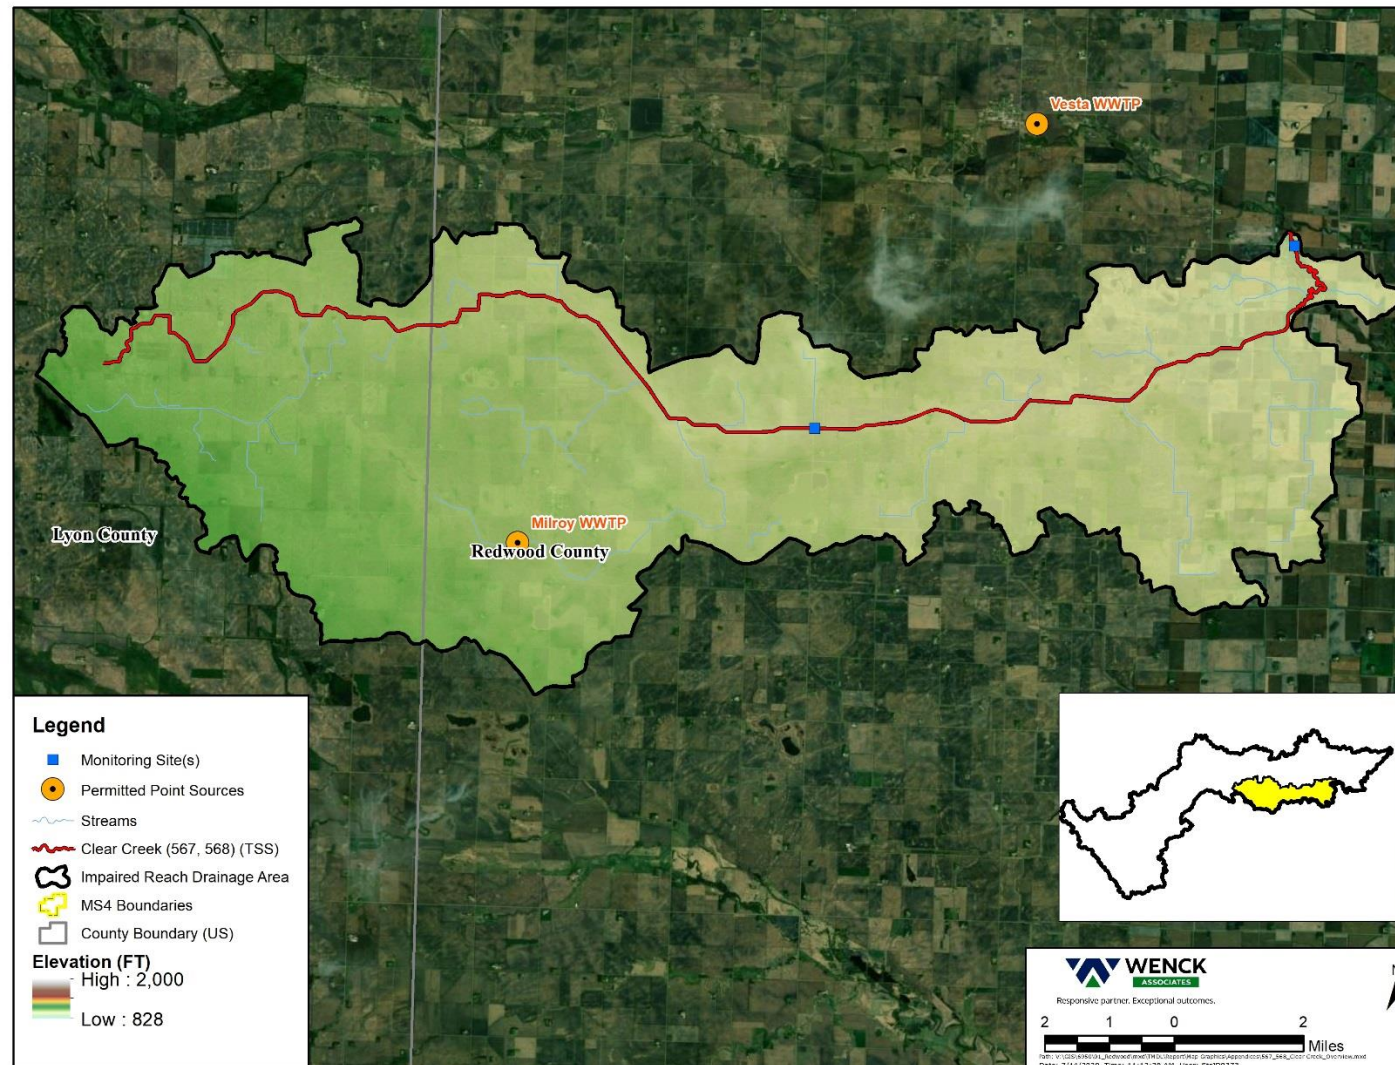 Vesta WWTP
Milroy WWTP
Lyon County
Redwood County
Legend
Monitoring Site(s)
Permitted Point Sources
Streams
Clear Creek (567, 568) (TSS)
Impaired Reach Drainage Area
MS4 Boundaries
County Boundary (US)
Elevation (FT)
High : 2,000
Low : 828
WENCK
ASSOCIATES
Responsive partner. Exceptional outcomes.
2 1 0 2
Miles